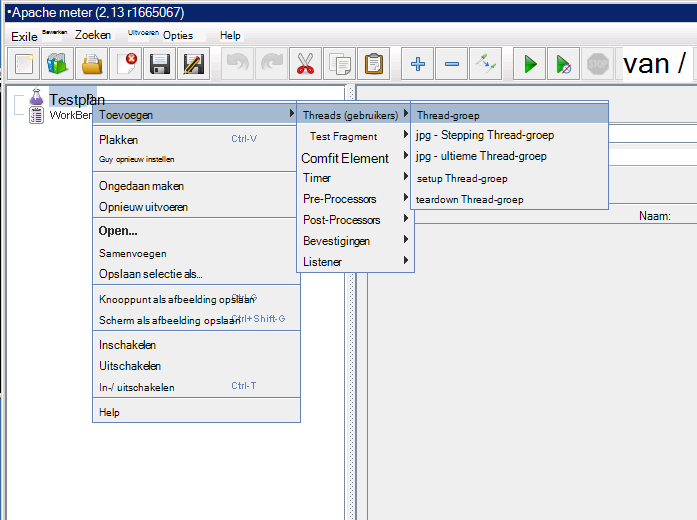 Apache meter (2,13 r1665067)
Exile Bewerken Zoeken Uitvoeren Opties Help
STOP van /
Testplan
WorkBen
Toevoegen
Plakken Ctrl-V
Guy opnieuw instellen
Ongedaan maken
Opnieuw uitvoeren
Open...
Samenvoegen
Opslaan selectie als...
Knooppunt als afbeelding opslaan Ctrl-G
Scherm als afbeelding opslaan Ctrl+Shift-G
Inschakelen
Uitschakelen
In-/ uitschakelen Ctrl-T
Help
Threads (gebruikers)
Test Fragment
Comfit Element
Timer
Pre-Processors
Post-Processors
Bevestigingen
Listener
Thread-groep
jpg - Stepping Thread-groep
jpg - ultieme Thread-groep
setup Thread-groep
teardown Thread-groep
Naam: